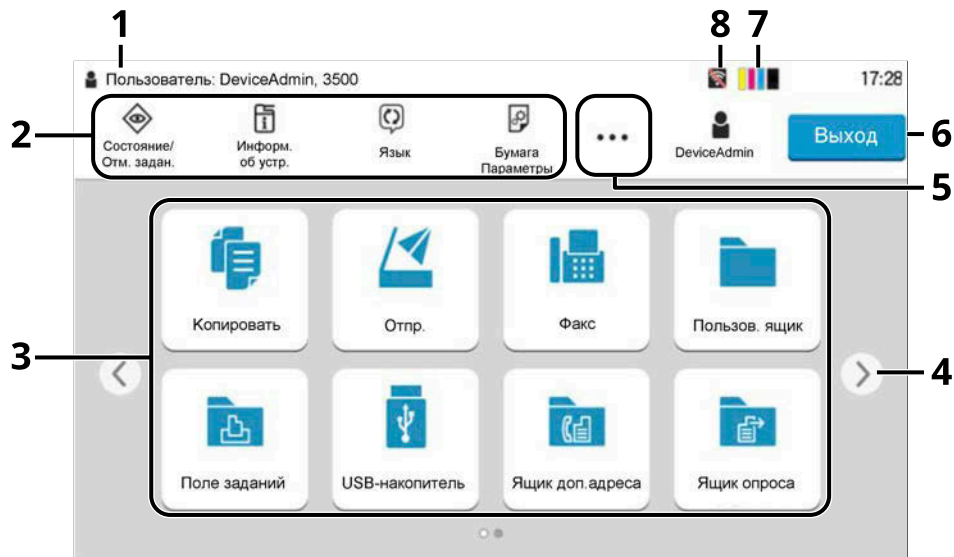 1
8 7
Пользователь: DeviceAdmin, 3500
17:28
2
Состояние/
Отм. задан.
Информ.
об устр.
Язык
Бумага
Параметры
DeviceAdmin
Выход
6
5
Копировать
Отпр.
Факс
Пользов. ящик
3
4
Поле заданий
USB-накопитель
Ящик доп.адреса
Ящик опроса